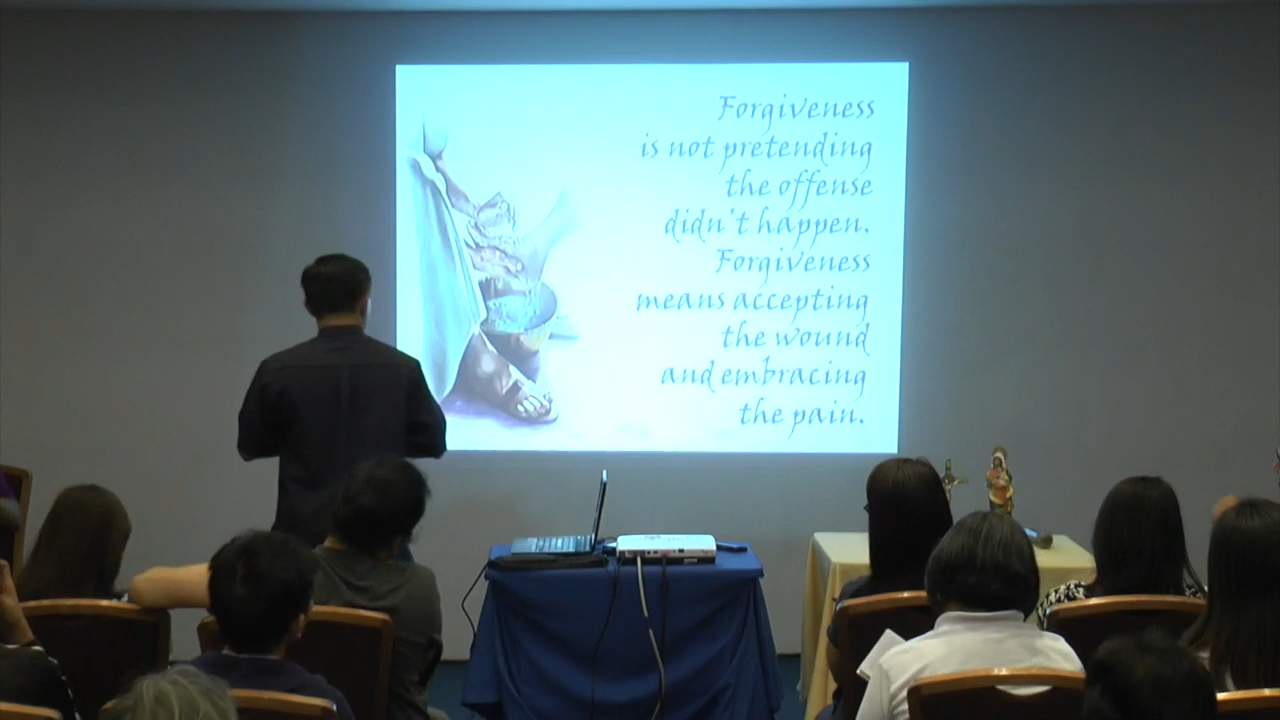 Forgiveness
is not pretending
the offense
didn't happen.
Forgiveness
means accepting
the wound
and embracing
the pain.